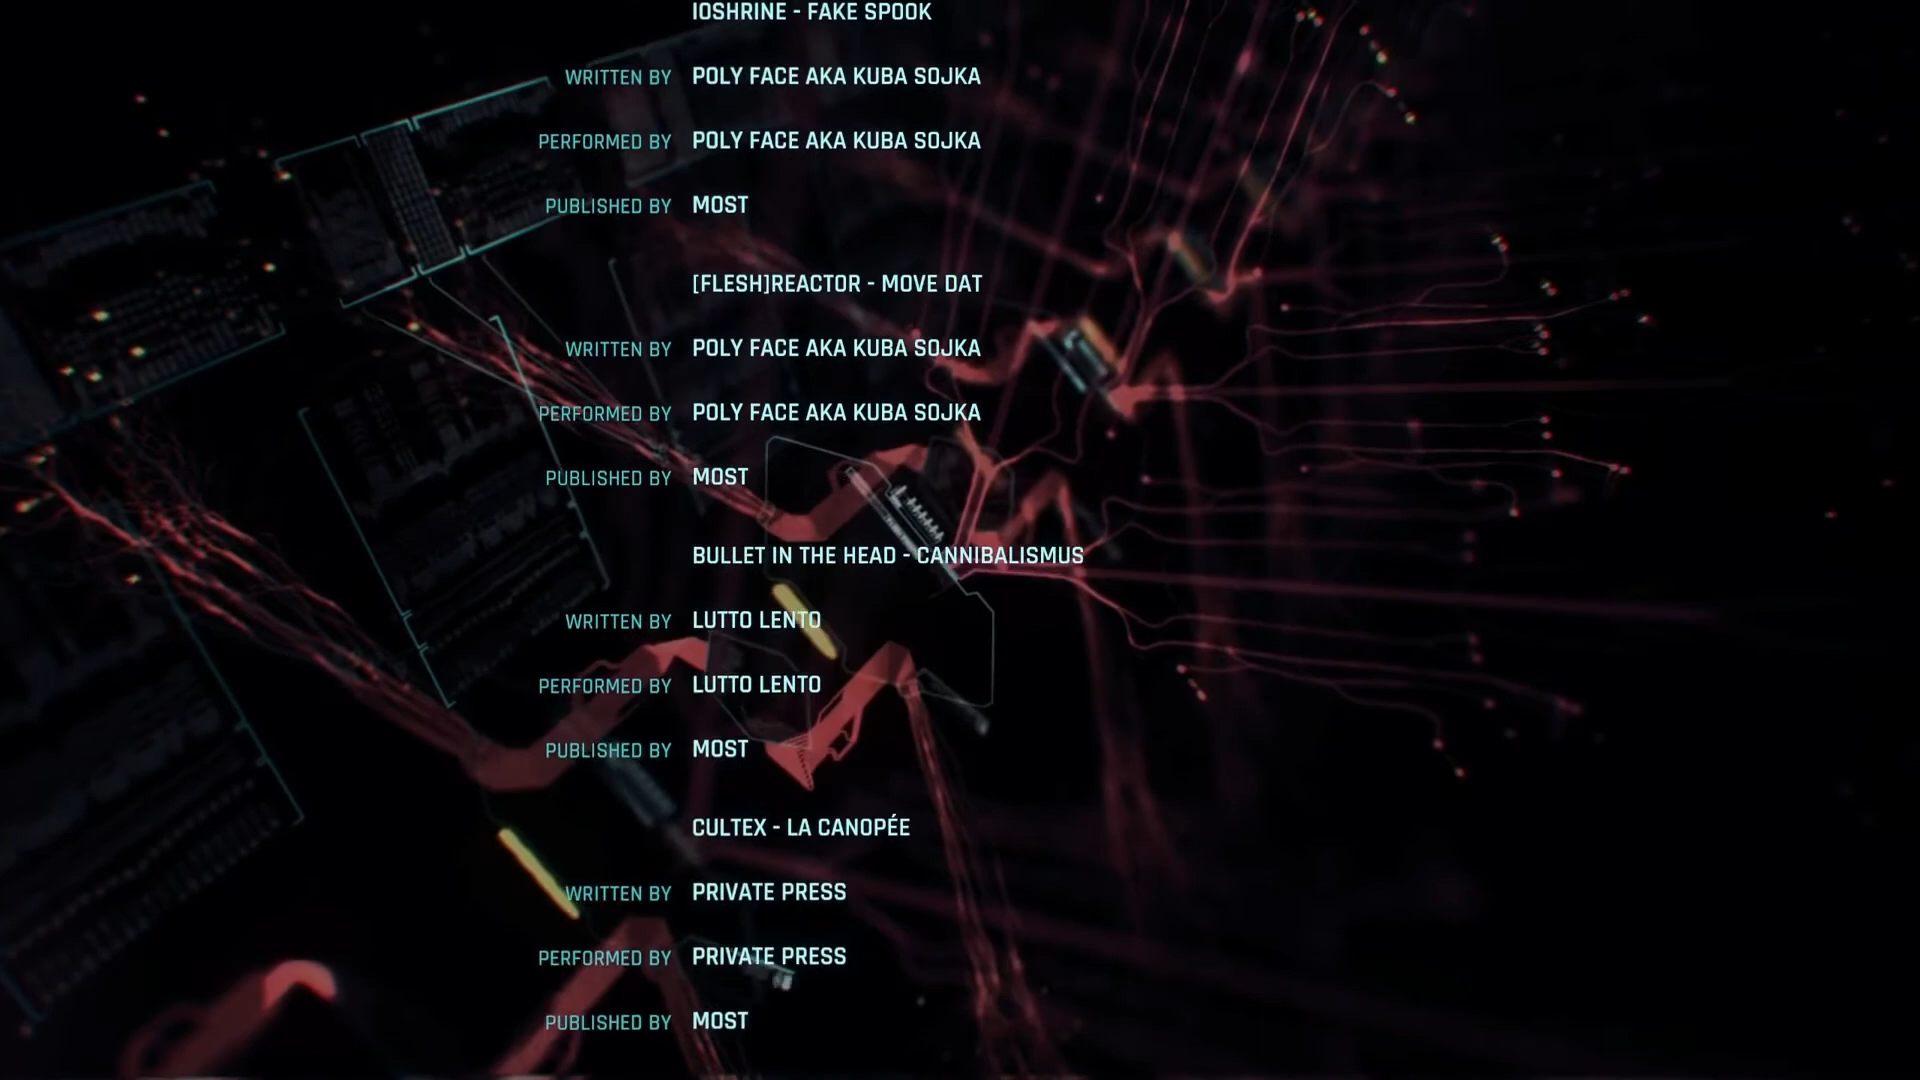 IOSHRINE - FAKE SPOOK
WRITTEN BY POLY FACE AKA KUBA SOJKA
PERFORMED BY POLY FACE AKA KUBA SOJKA
PUBLISHED BY MOST
[FLESH]REACTOR - MOVE DAT
WRITTEN BY POLY FACE AKA KUBA SOJKA
PERFORMED BY POLY FACE AKA KUBA SOJKA
PUBLISHED BY MOST
BULLET IN THE HEAD - CANNIBALISMUS
WRITTEN BY LUTTO LENTO
PERFORMED BY LUTTO LENTO
PUBLISHED BY MOST
CULTEX - LA CANOPÉE
WRITTEN BY PRIVATE PRESS
PERFORMED BY PRIVATE PRESS
PUBLISHED BY MOST